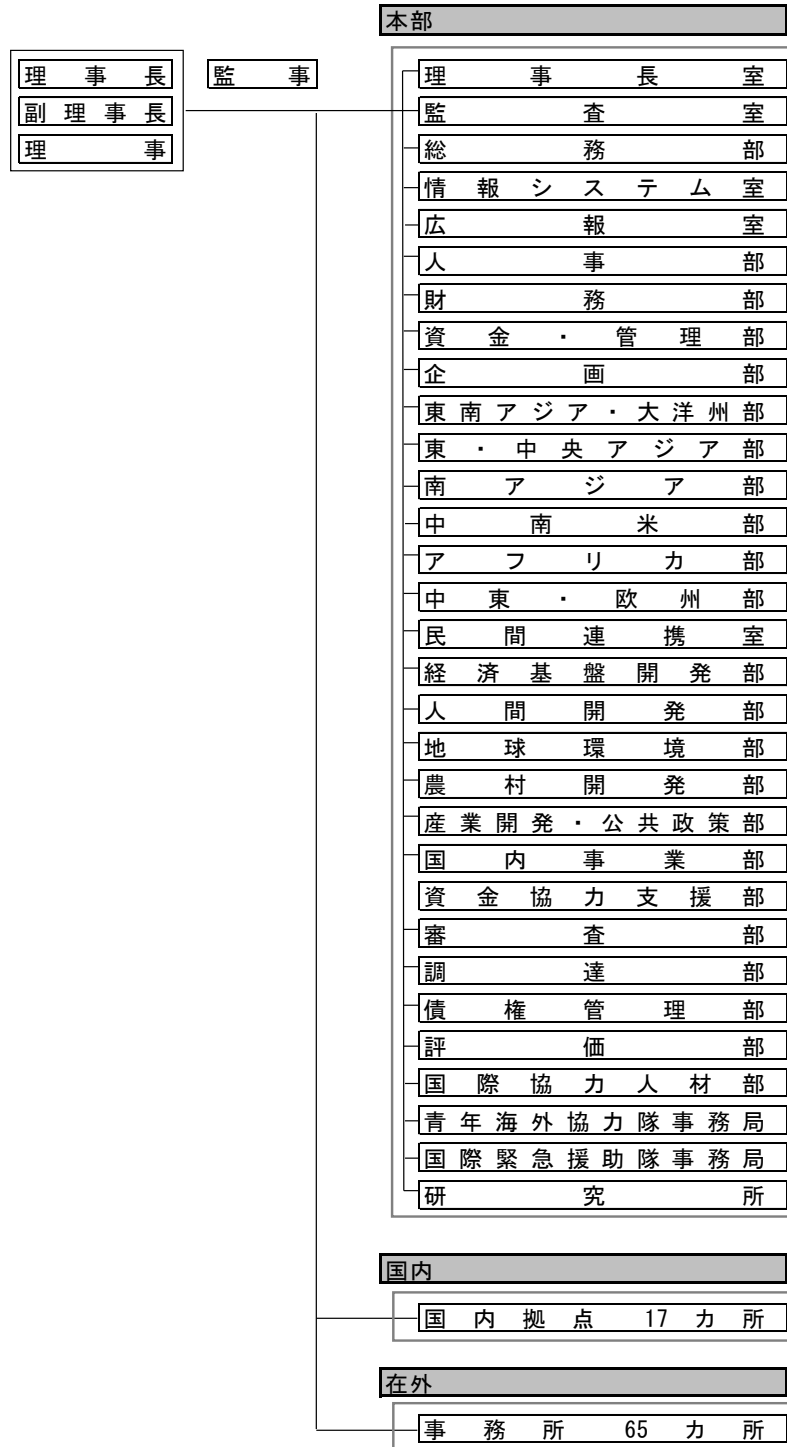 本部
理事長
監事
副理事長
理事
理事長室
監査室
総務部
情報システム室
広報室
人事部
財務部
資金・管理部
企画部
東南アジア・大洋州部
東・中央アジア部
南アジア部
中南米部
アフリカ部
中東・欧州部
民間連携室
経済基盤開発部
人間開発部
地球環境部
農村開発部
産業開発・公共政策部
国内事業部
資金協力支援部
審査部
調達部
債権管理部
評価部
国際協力人材部
青年海外協力隊事務局
国際緊急援助隊事務局
研究所
国内
国内拠点 17カ所
在外
事務所 65カ所